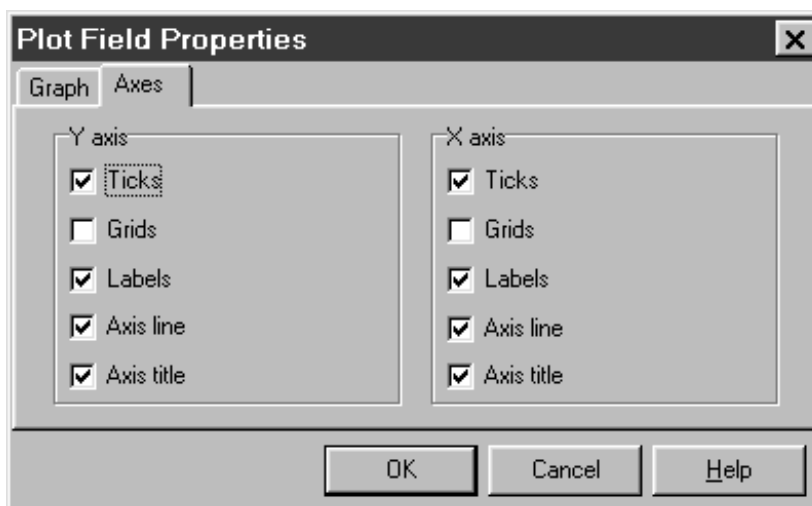 Plot Field Properties
Graph
Axes
Y axis
Ticks
Grids
Labels
Axis line
Axis title
X axis
Ticks
Grids
Labels
Axis line
Axis title
OK
Cancel
Help